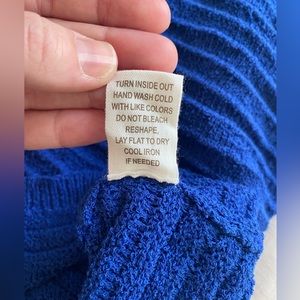 TURN INSIDE OUT
HAND WASH COLD
WITH LIKE COLORS
DO NOT BLEACH
RESHAPE,
LAY FLAT TO DRY
COOL IRON
IF NEEDED